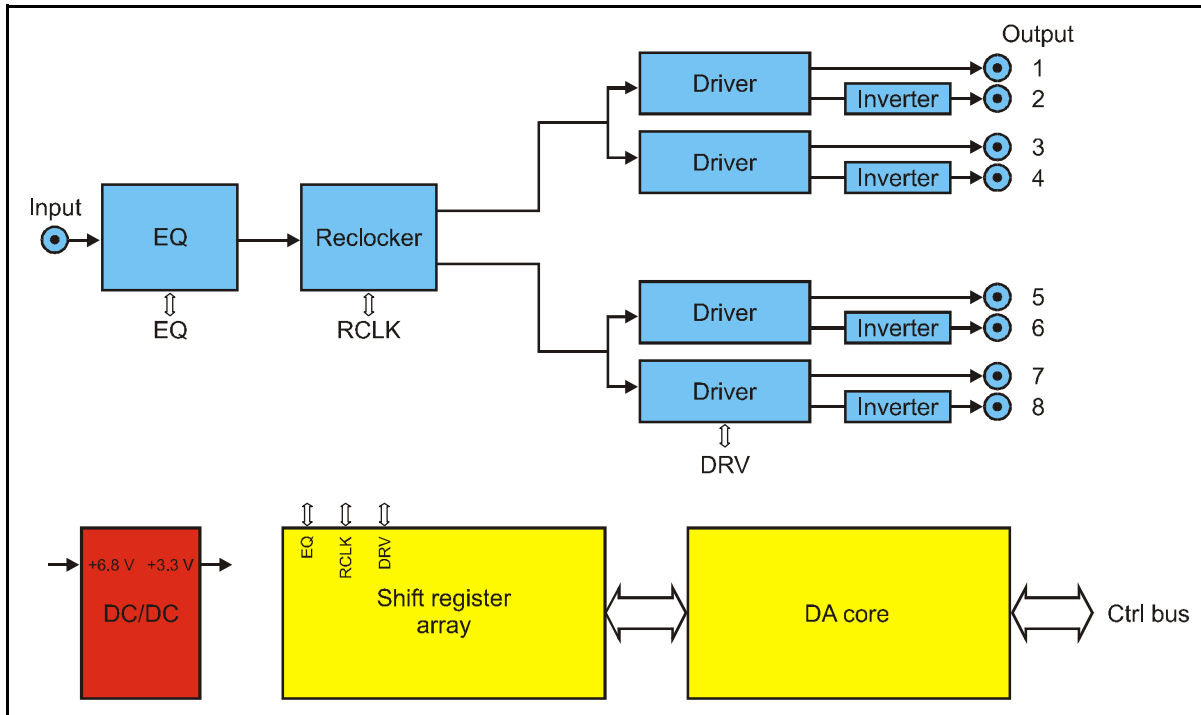 Output
Driver
1
Inverter
2
Driver
3
Inverter
4
Input
EQ
Reclocker
EQ
RCLK
Driver
5
Inverter
6
Driver
7
Inverter
8
DRV
+6.8 V +3.3 V
DC/DC
EQ
RCLK
DRV
Shift register
array
DA core
Ctrl bus